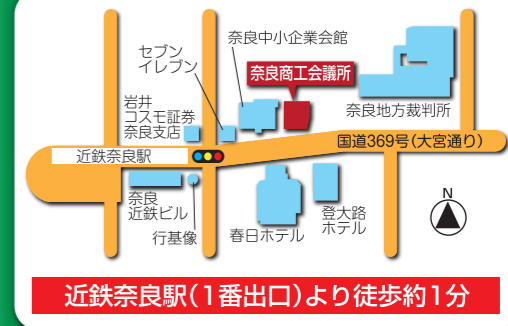 奈良中小企業会館
セブン
イレブン
奈良商工会議所
岩井
コスモ証券
奈良支店
奈良地方裁判所
国道369号(大宮通り)
近鉄奈良駅
奈良
近鉄ビル
行基像
春日ホテル
登大路
ホテル
N
近鉄奈良駅(1番出口)より徒歩約1分